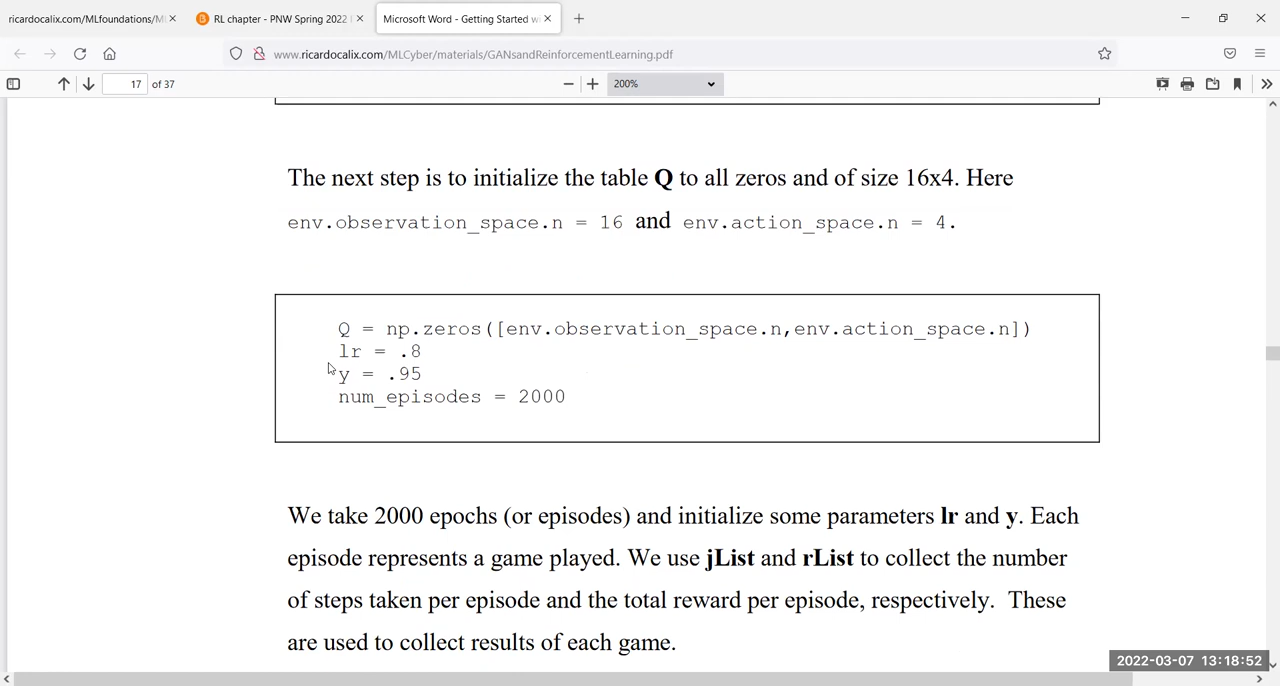 ricardocalix.com/MLfoundations/ML
RL chapter - PNW Spring 2022
Microsoft Word - Getting Started wi
www.ricardocalix.com/MLCyber/materials/GANsandReinforcementLearning.pdf
17 of 37
200%
The next step is to initialize the table Q to all zeros and of size 16x4. Here
env.observation_space.n = 16 and env.action_space.n = 4.
Q = np.zeros([env.observation_space.n,env.action_space.n])
lr = .8
y = .95
num_episodes = 2000
We take 2000 epochs (or episodes) and initialize some parameters lr and y. Each
episode represents a game played. We use jList and rList to collect the number
of steps taken per episode and the total reward per episode, respectively. These
are used to collect results of each game.
2022-03-07 13:18:52